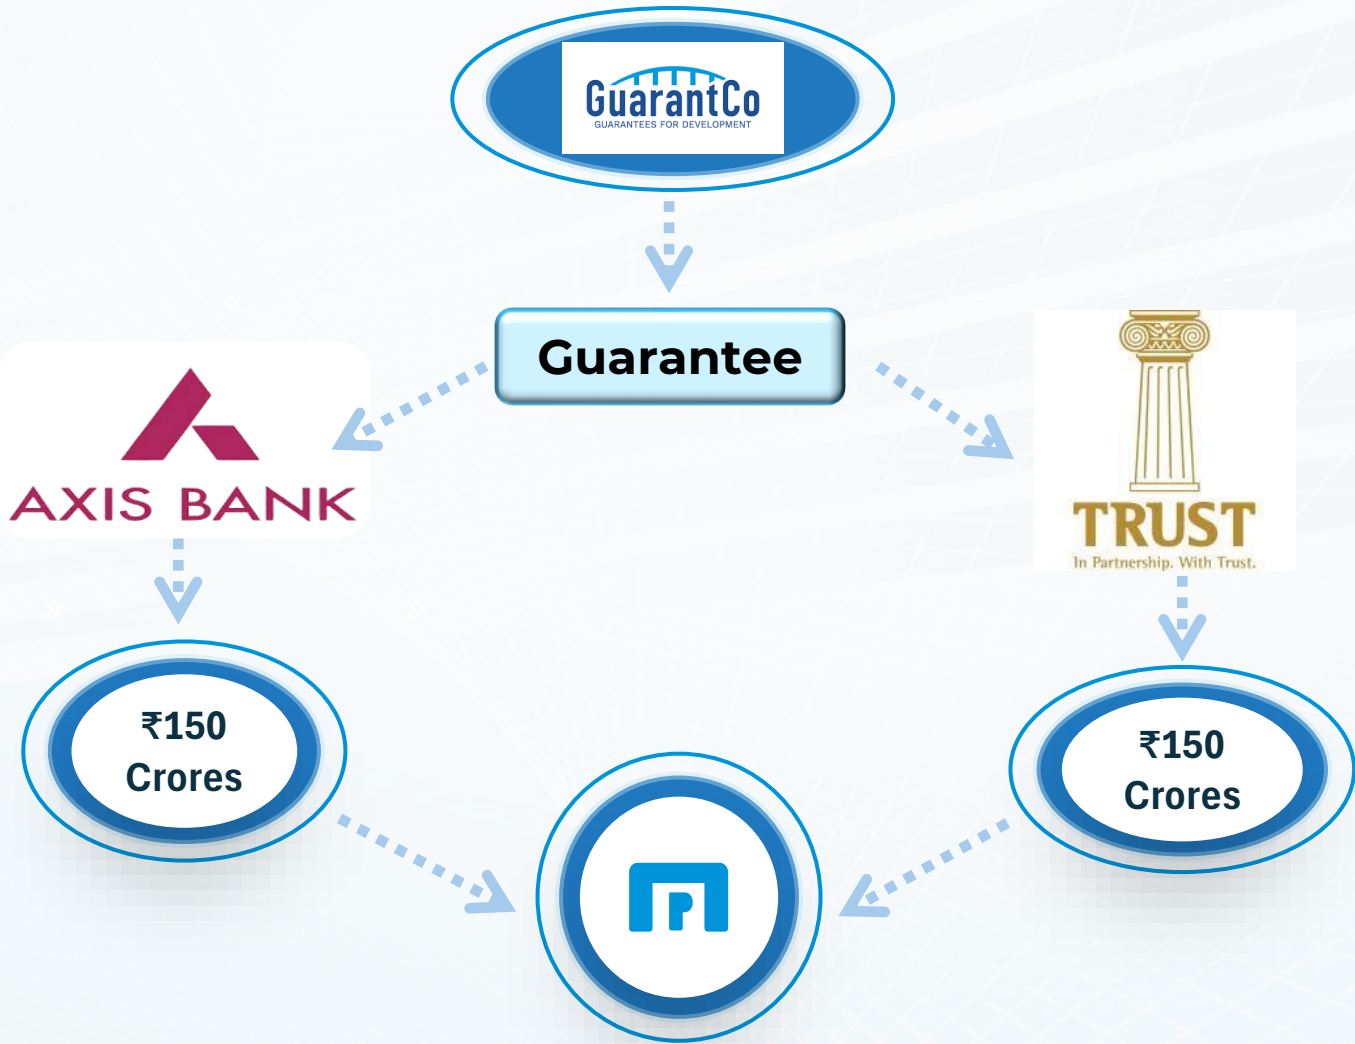 GuarantCo
GUARANTEES FOR DEVELOPMENT
Guarantee
AXIS BANK
TRUST
In Partnership. With Trust.
₹150
Crores
₹150
Crores
P